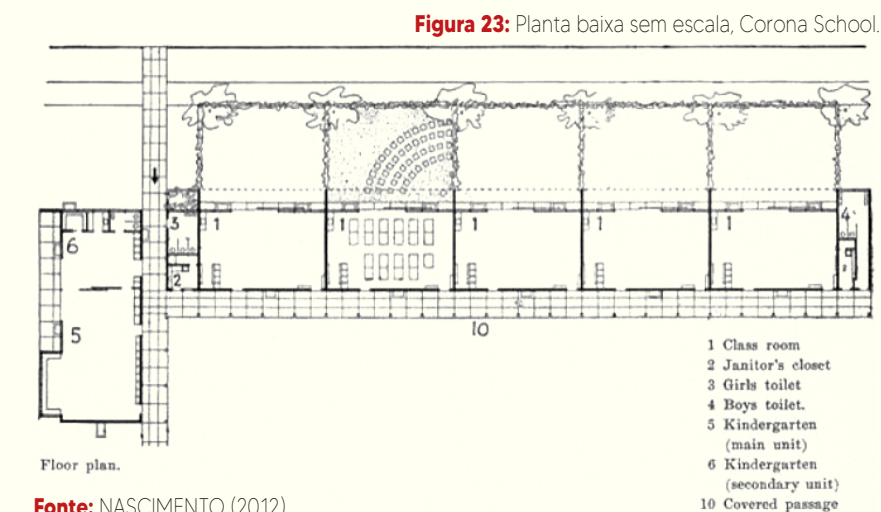 Figura 23: Planta baixa sem escala, Corona School.
3
1
1
1
1
1
4
6
2
2
5
10
1 Class room
2 Janitor's closet
3 Girls toilet
4 Boys toilet.
5 Kindergarten
(main unit)
6 Kindergarten
(secondary unit)
10 Covered passage
Floor plan.
Fonte: NASCIMENTO (2012)